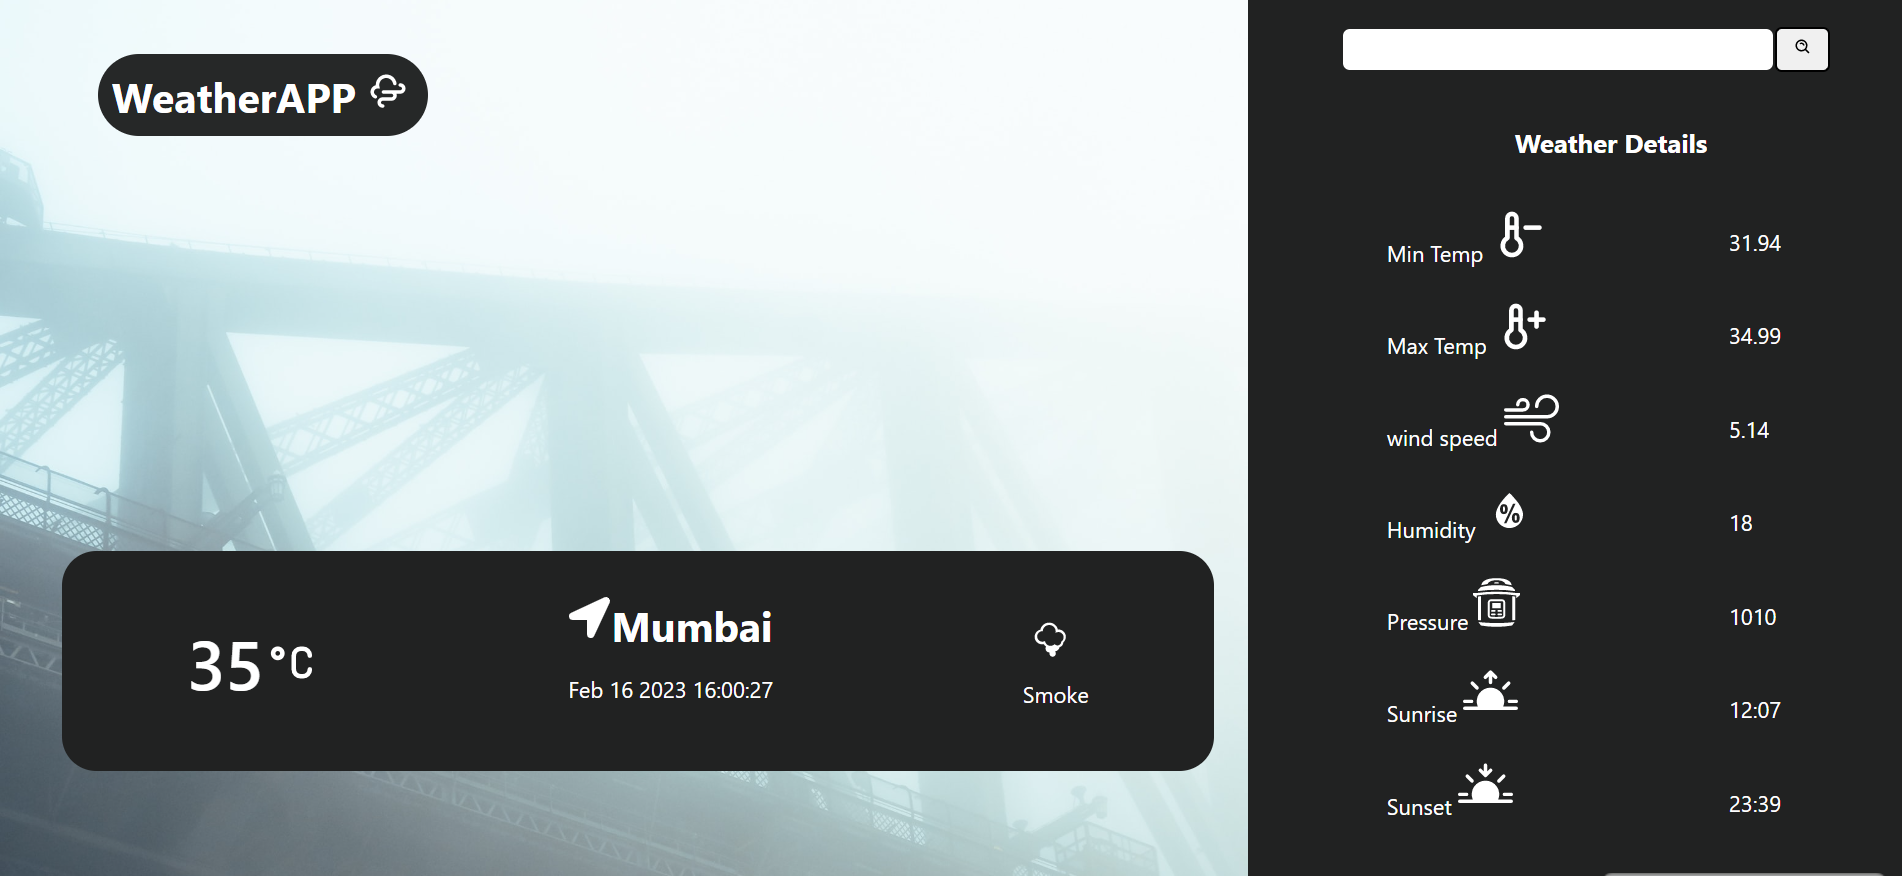 WeatherAPP
35°C
Mumbai
Feb 16 2023 16:00:27
Smoke
Weather Details
Min Temp 31.94
Max Temp 34.99
wind speed 5.14
Humidity % 18
Pressure 1010
Sunrise 12:07
Sunset 23:39